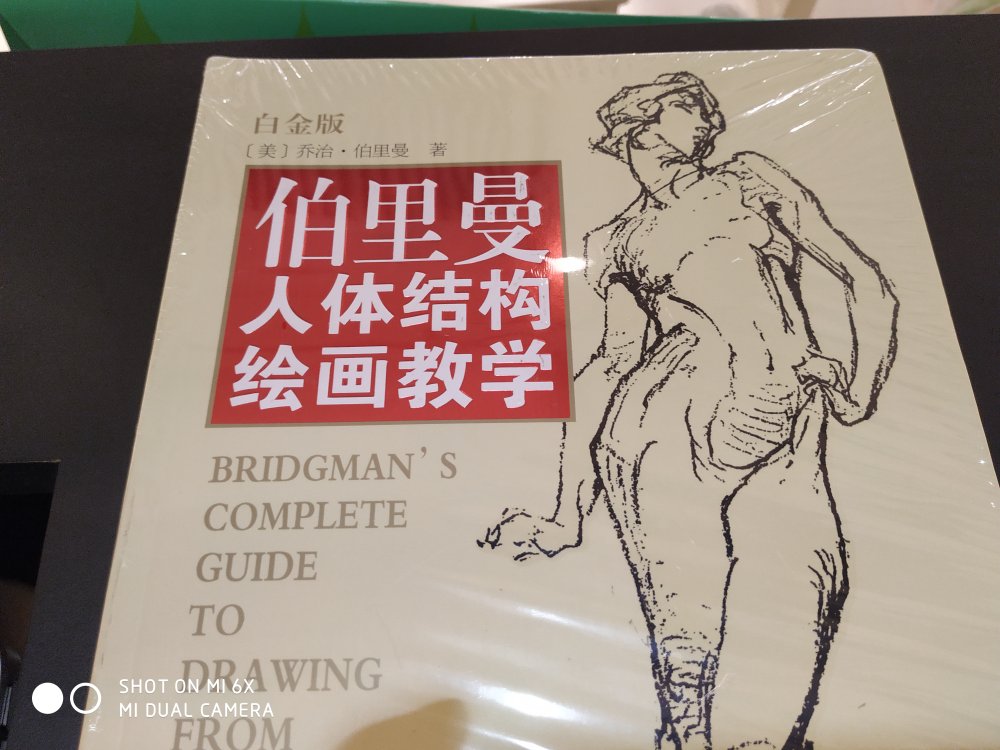 白金版
〔美〕乔治·伯里曼 著
伯里曼
人体结构
绘画教学
BRIDGMAN'S
COMPLETE
GUIDE
TO
DRAWING
FROM
SHOT ON MI 6X
MI DUAL CAMERA